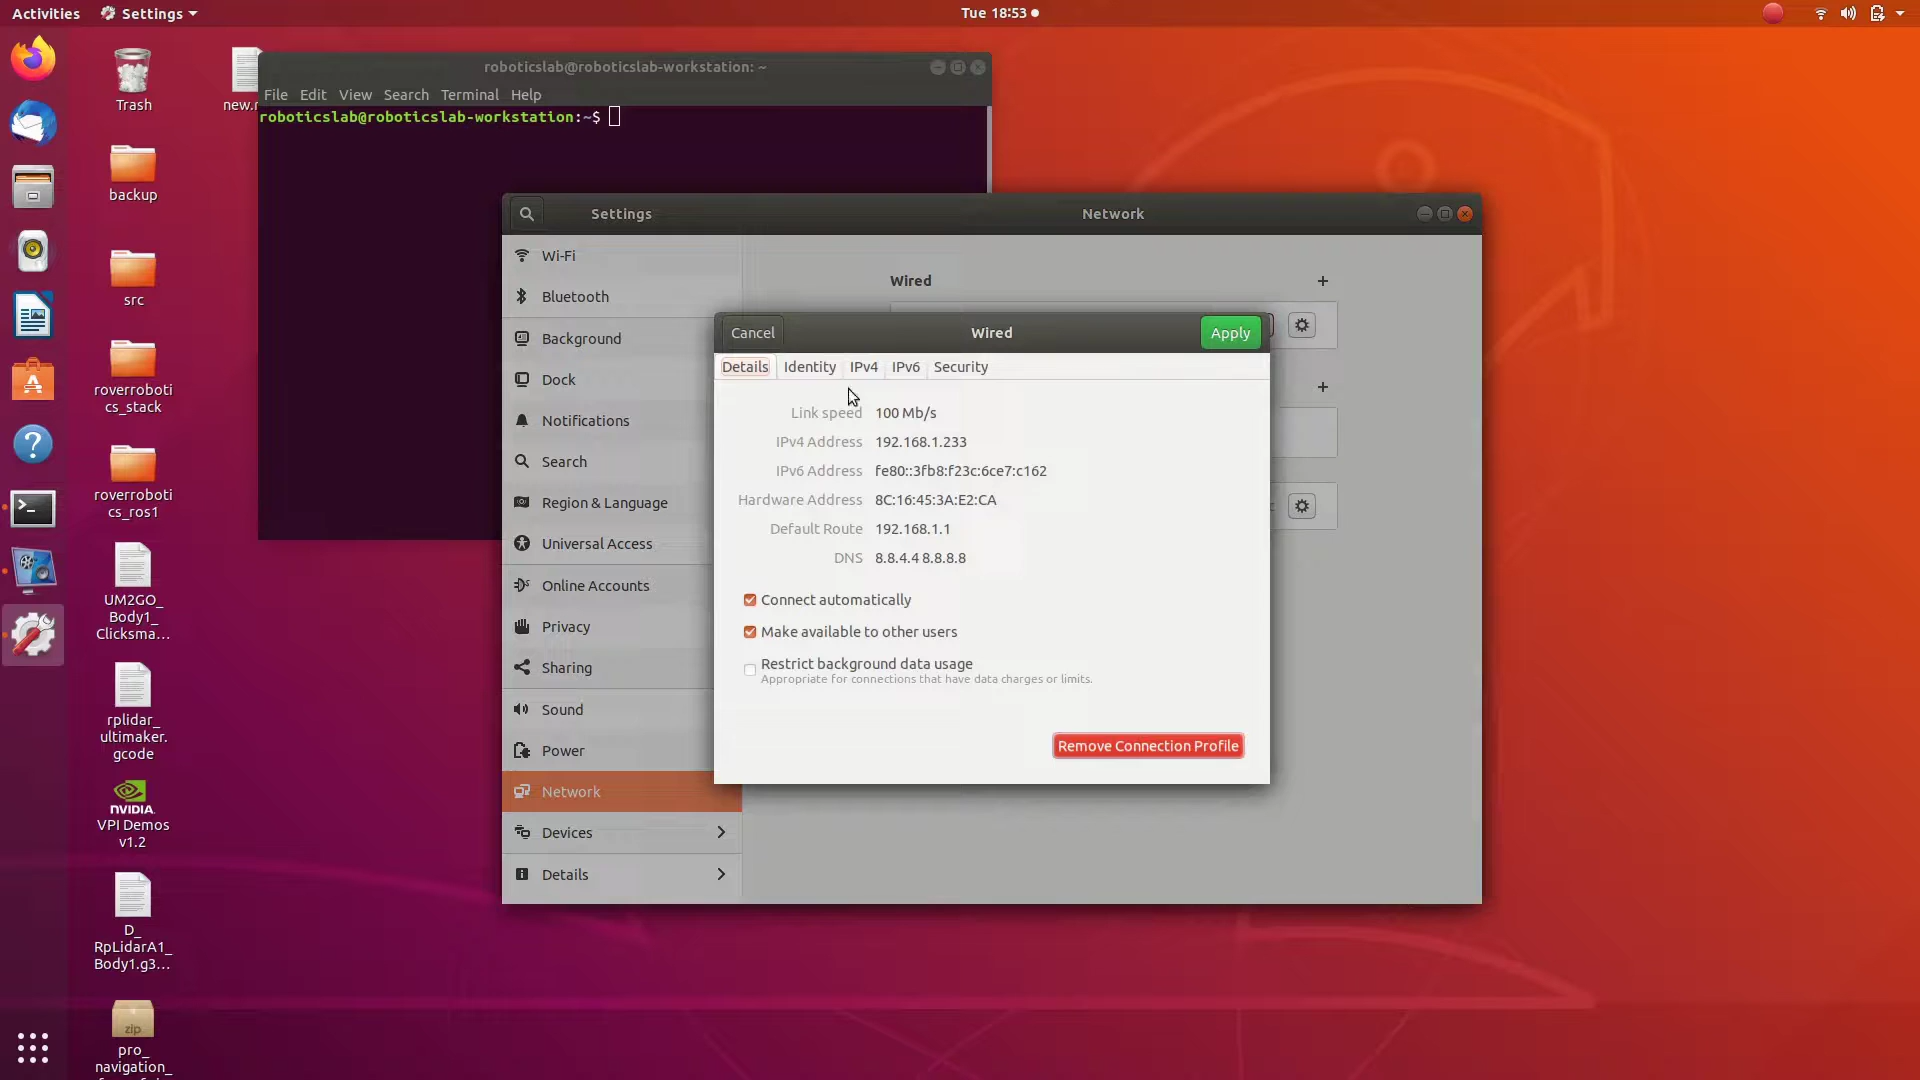 Activities
Settings
Tue 18:53
Trash
backup
src
roverroboti
cs_stack
roverroboti
cs_ros1
UM2GO_
Body1_
Clicksma...
rplidar_
ultimaker.
gcode
NVIDIA
VPI Demos
v1.2
D_
RpLidarA1_
Body1.g3...
zip
pro_
navigation_
roboticslab@roboticslab-workstation: ~
File Edit View Search Terminal Help
roboticslab@roboticslab-workstation:~$
Settings
Network
Wi-Fi
Bluetooth
Background
Dock
Notifications
Search
Region & Language
Universal Access
Online Accounts
Privacy
Sharing
Sound
Power
Network
Devices
Details
Wired
Cancel
Wired
Apply
Details Identity IPv4 IPv6 Security
Link speed 100 Mb/s
IPv4 Address 192.168.1.233
IPv6 Address fe80::3fb8:f23c:6ce7:c162
Hardware Address 8C:16:45:3A:E2:CA
Default Route 192.168.1.1
DNS 8.8.4.4 8.8.8.8
Connect automatically
Make available to other users
Restrict background data usage
Appropriate for connections that have data charges or limits.
Remove Connection Profile